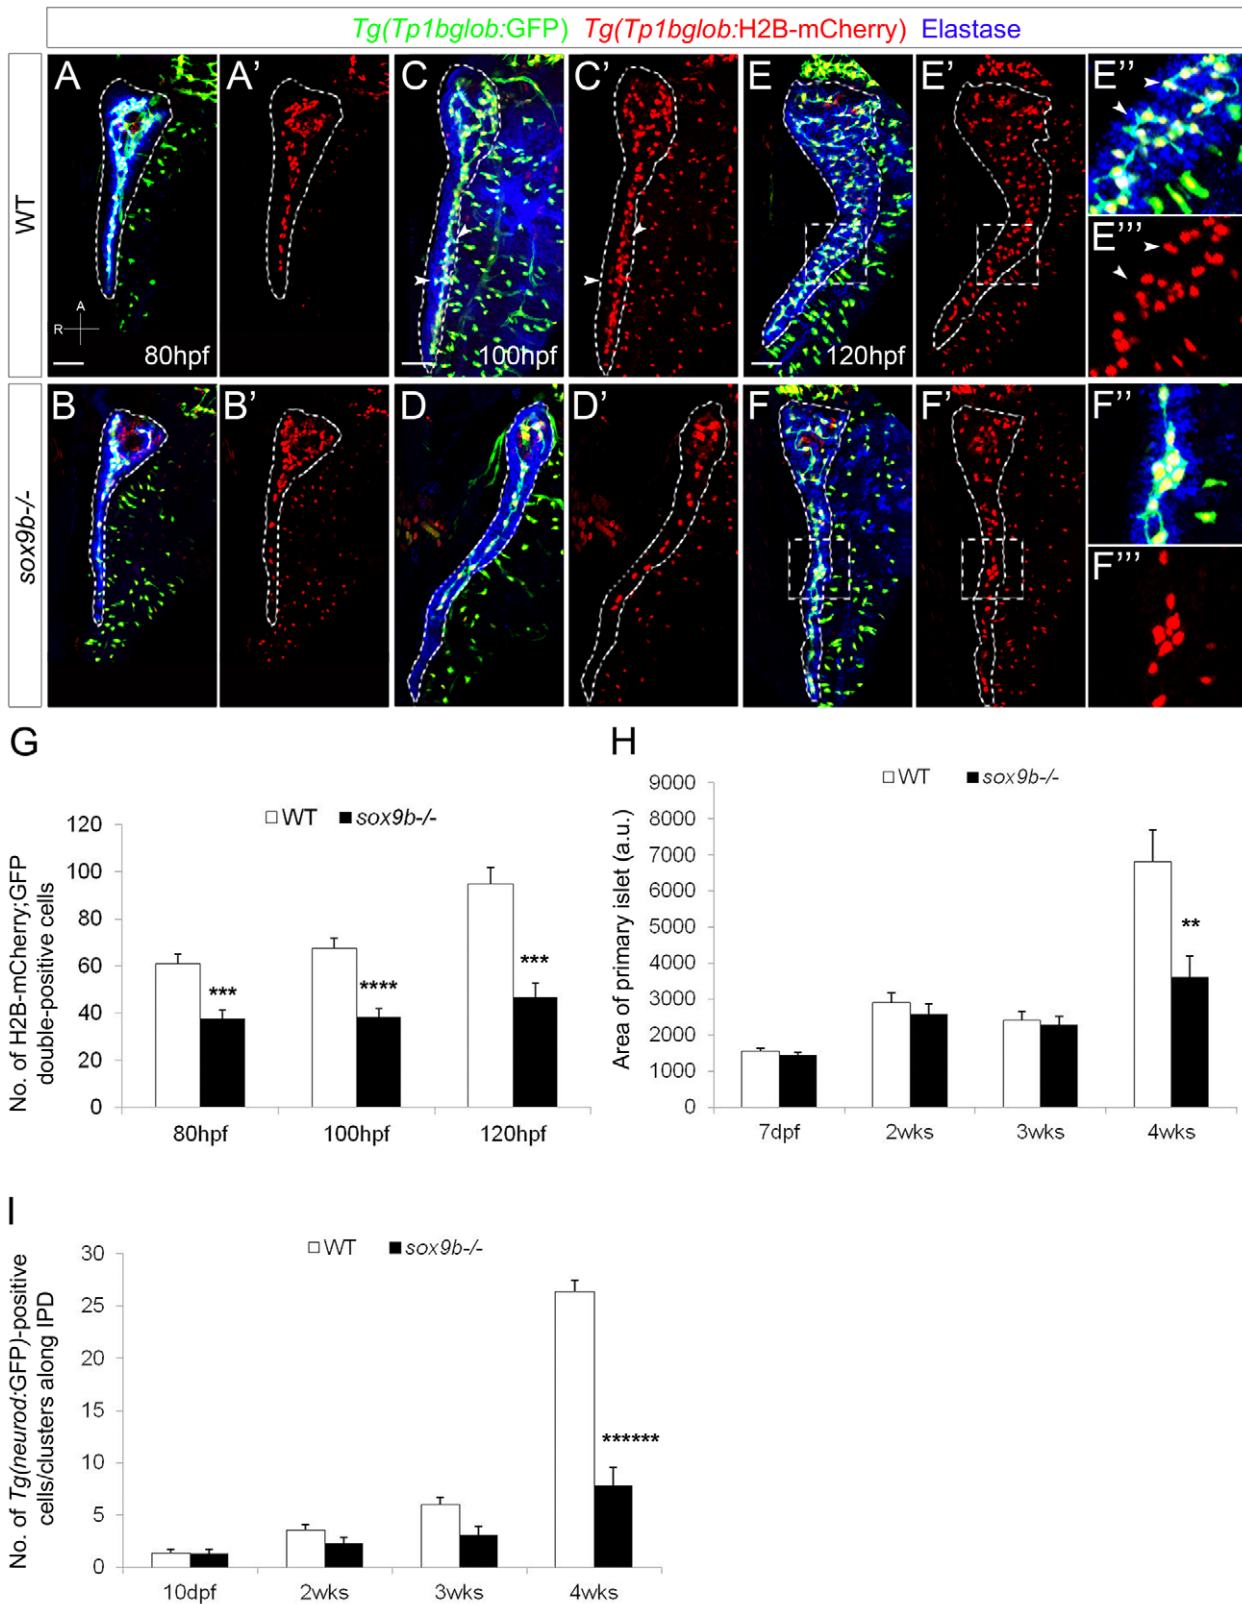 Tg(Tp1bglob:GFP) Tg(Tp1bglob:H2B-mCherry) Elastase
WT
A
A
R
80hpf
A’
C
100hpf
C’
E
120hpf
E’
E’’
E’’’
sox9b-/-
B
B’
D
D’
F
F’
F’’
F’’’
G
WT sox9b-/-
No. of H2B-mCherry;GFP
double-positive cells
120
100
80
60
40
20
0
***
****
***
80hpf 100hpf 120hpf
H
WT sox9b-/-
Area of primary islet (a.u.)
9000
8000
7000
6000
5000
4000
3000
2000
1000
0
**
7dpf 2wks 3wks 4wks
I
WT sox9b-/-
No. of Tg(neurod:GFP)-positive
cells/clusters along IPD
30
25
20
15
10
5
0
******
10dpf 2wks 3wks 4wks